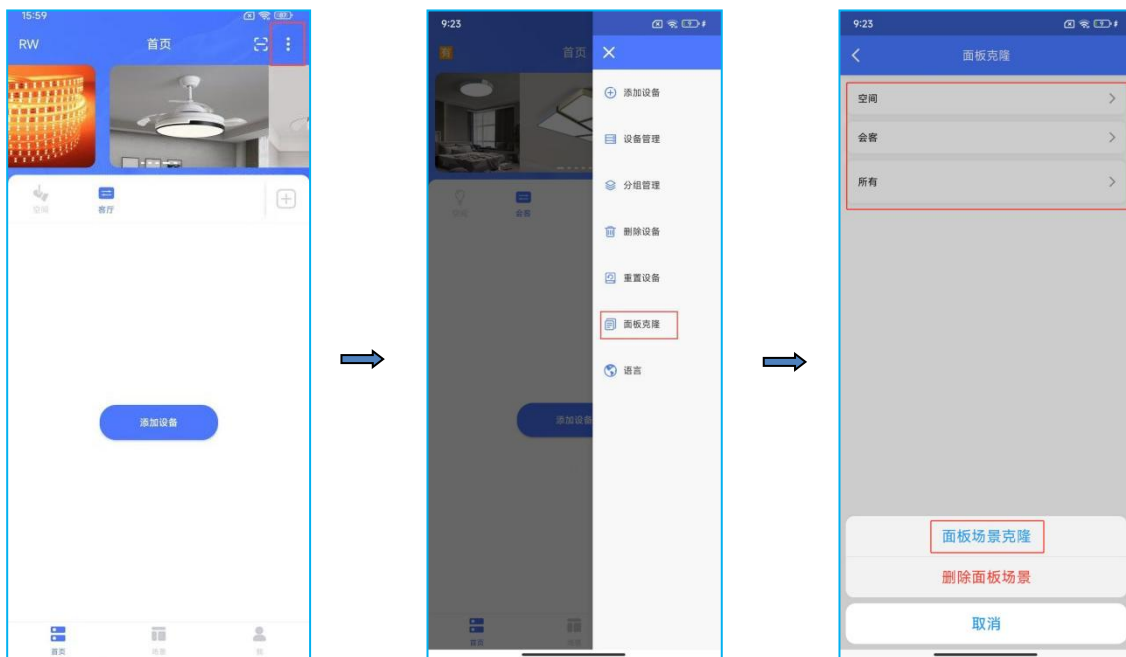 15:59
RW
首页
空间
客厅
添加设备
首页
场景
我
9:23
首页
添加设备
设备管理
分组管理
删除设备
重置设备
面板克隆
语言
会客
添加设备
首页
场景
9:23
面板克隆
空间
会客
所有
面板场景克隆
删除面板场景
取消